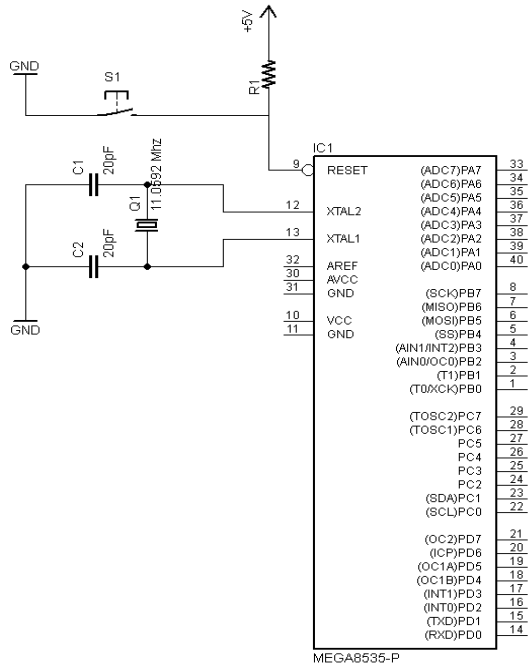 +5V
GND
S1
R1
IC1
9 RESET (ADC7)PA7 33
(ADC6)PA6 34
(ADC5)PA5 35
12 XTAL2 (ADC4)PA4 36
(ADC3)PA3 37
13 XTAL1 (ADC2)PA2 38
(ADC1)PA1 39
32 AREF (ADC0)PA0 40
30 AVCC
31 GND (SCK)PB7 8
(MISO)PB6 7
10 VCC (MOSI)PB5 6
11 GND (SS)PB4 5
(AIN1/INT2)PB3 4
(AIN0/OC0)PB2 3
(T1)PB1 2
(T0/XCK)PB0 1
(TOSC2)PC7 29
(TOSC1)PC6 28
PC5 27
PC4 26
PC3 25
PC2 24
(SDA)PC1 23
(SCL)PC0 22
(OC2)PD7 21
(ICP)PD6 20
(OC1A)PD5 19
(OC1B)PD4 18
(INT1)PD3 17
(INT0)PD2 16
(TXD)PD1 15
(RXD)PD0 14
MEGA8535-P
C1
20pF
Q1
11.0592 Mhz
C2
20pF
GND